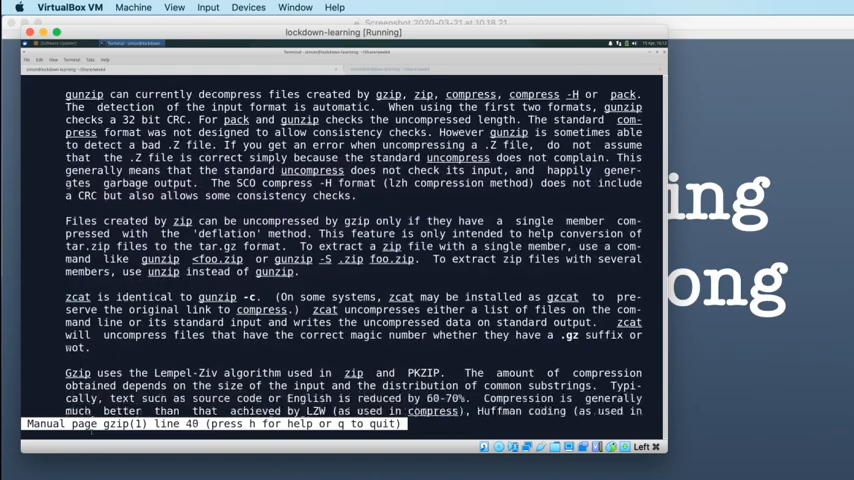 VirtualBox VM Machine View Input Devices Window Help
Screenshot 2020-03-21 at 10.18.21
lockdown-learning [Running]
File Edit View Terminal Tabs Help
gunzip can currently decompress files created by gzip, zip, compress, compress -H or pack.
The detection of the input format is automatic. When using the first two formats, gunzip
checks a 32 bit CRC. For pack and gunzip checks the uncompressed length. The standard com-
press format was not designed to allow consistency checks. However gunzip is sometimes able
to detect a bad .Z file. If you get an error when uncompressing a .Z file, do not assume
that the .Z file is correct simply because the standard uncompress does not complain. This
generally means that the standard uncompress does not check its input, and happily gener-
ates garbage output. The SCO compress -H format (lzh compression method) does not include
a CRC but also allows some consistency checks.
Files created by zip can be uncompressed by gzip only if they have a single member com-
pressed with the 'deflation' method. This feature is only intended to help conversion of
tar.zip files to the tar.gz format. To extract a zip file with a single member, use a com-
mand like gunzip <foo.zip or gunzip -S .zip foo.zip. To extract zip files with several
members, use unzip instead of gunzip.
zcat is identical to gunzip -c. (On some systems, zcat may be installed as gzcat to pre-
serve the original link to compress.) zcat uncompresses either a list of files on the com-
mand line or its standard input and writes the uncompressed data on standard output. zcat
will uncompress files that have the correct magic number whether they have a .gz suffix or
not.
Gzip uses the Lempel-Ziv algorithm used in zip and PKZIP. The amount of compression
obtained depends on the size of the input and the distribution of common substrings. Typi-
cally, text such as source code or English is reduced by 60-70%. Compression is generally
much better than that achieved by LZW (as used in compress), Huffman coding (as used in
Manual page gzip(1) line 40 (press h for help or q to quit)
Left ⌘
ing
ong